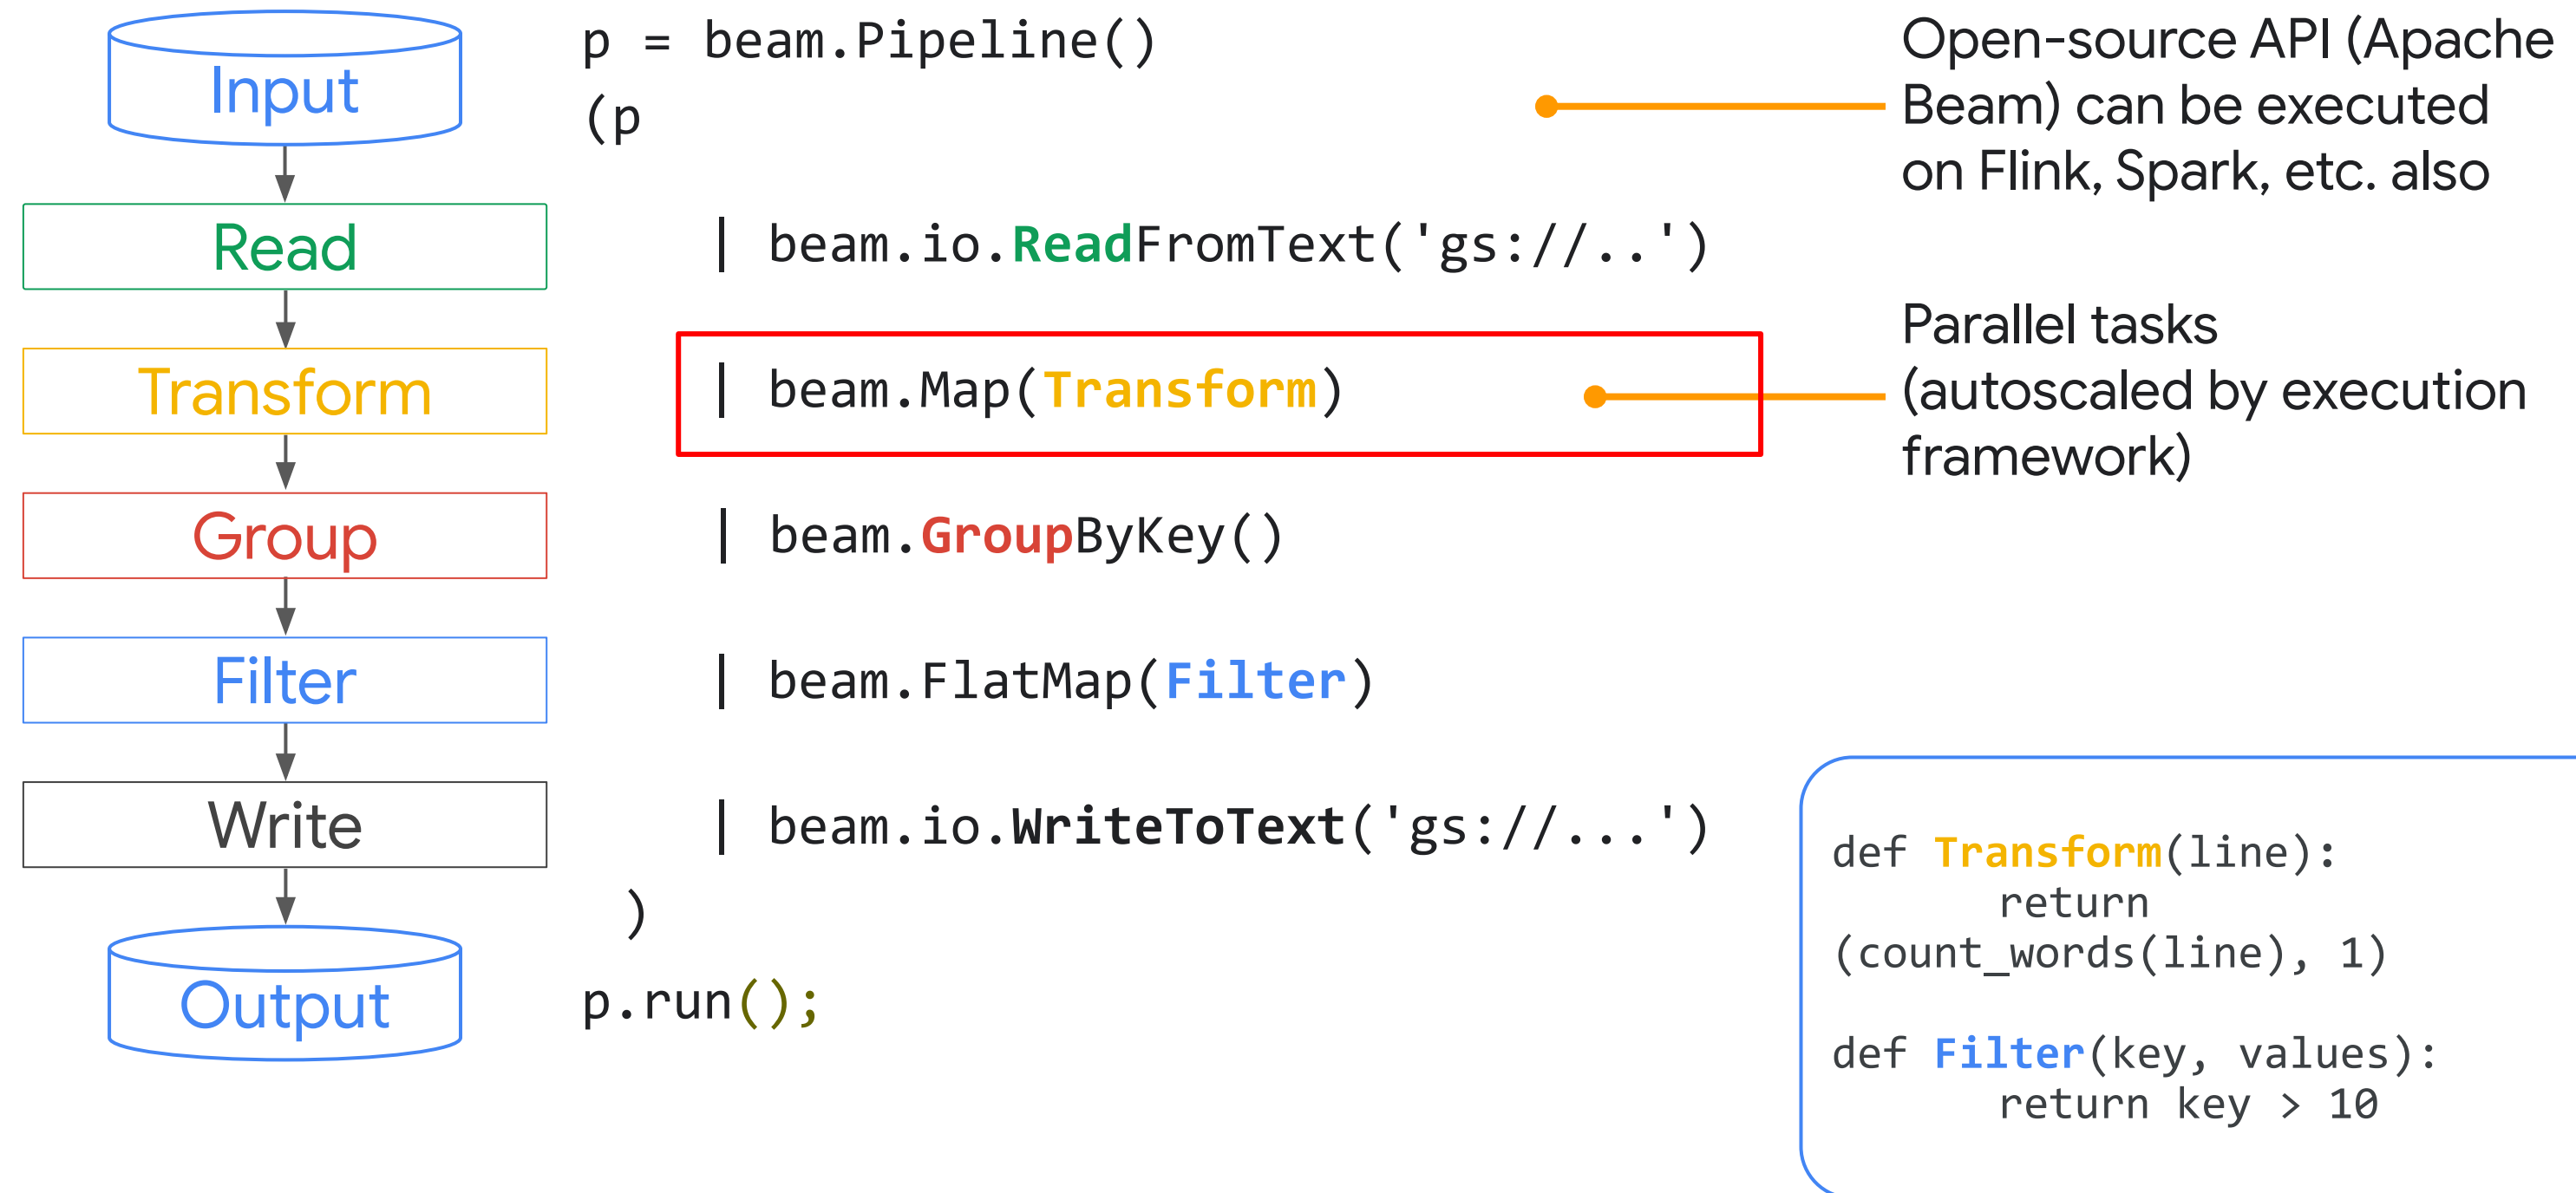 Input
Read
Transform
Group
Filter
Write
Output
p = beam.Pipeline()
(p
| beam.io.ReadFromText('gs://..')
| beam.Map(Transform)
| beam.GroupByKey()
| beam.FlatMap(Filter)
| beam.io.WriteToText('gs://...')
)
p.run();
Open-source API (Apache
Beam) can be executed
on Flink, Spark, etc. also
Parallel tasks
(autoscaled by execution
framework)
def Transform(line):
return
(count_words(line), 1)
def Filter(key, values):
return key > 10